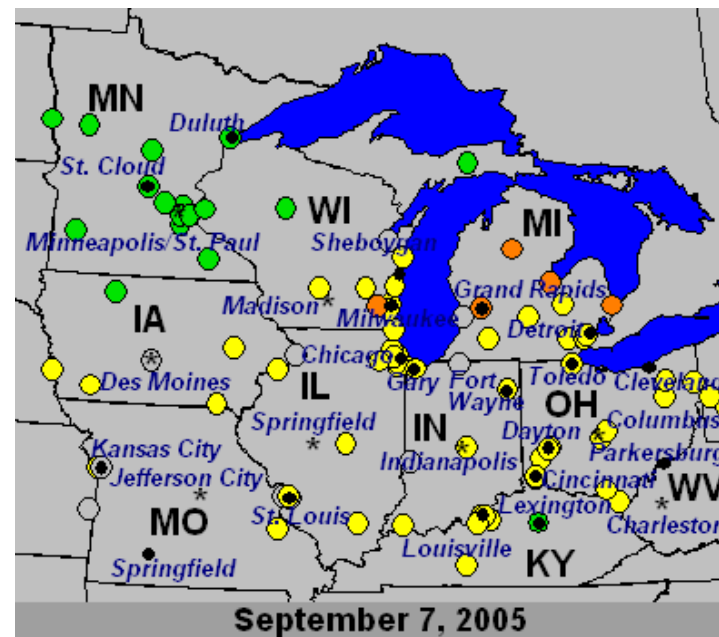 MN
Duluth
St. Cloud
WI
MI
Minneapolis/St. Paul
Sheboygan
Grand Rapids
Madison
Milwaukee
IA
Detroit
Chicago
Des Moines
Gary
Fort
Wayne
Toledo
Cleveland
IL
OH
Springfield
IN
Columbus
Dayton
Kansas City
Indianapolis
Parkersburg
Jefferson City
Cincinnati
WV
St. Louis
Lexington
MO
Charleston
Louisville
KY
Springfield
September 7, 2005